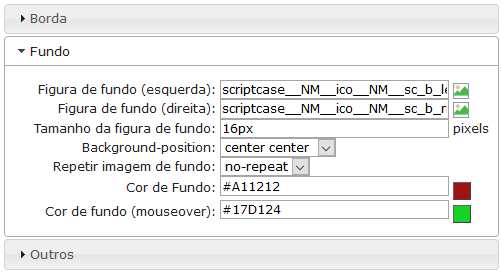 Borda
Fundo
Figura de fundo (esquerda): scriptcase__NM__ico__NM__sc_b_l
Figura de fundo (direita): scriptcase__NM__ico__NM__sc_b_r
Tamanho da figura de fundo: 16px pixels
Background-position: center center
Repetir imagem de fundo: no-repeat
Cor de Fundo: #A11212
Cor de fundo (mouseover): #17D124
Outros